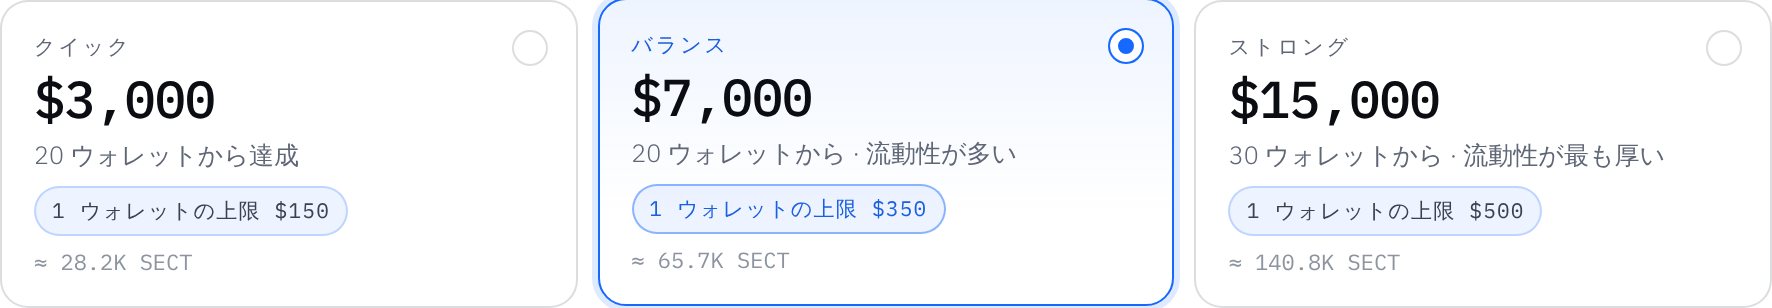 クイック
$3,000
20 ウォレットから達成
1 ウォレットの上限 $150
≈ 28.2K SECT
バランス
$7,000
20 ウォレットから · 流動性が多い
1 ウォレットの上限 $350
≈ 65.7K SECT
ストロング
$15,000
30 ウォレットから · 流動性が最も厚い
1 ウォレットの上限 $500
≈ 140.8K SECT